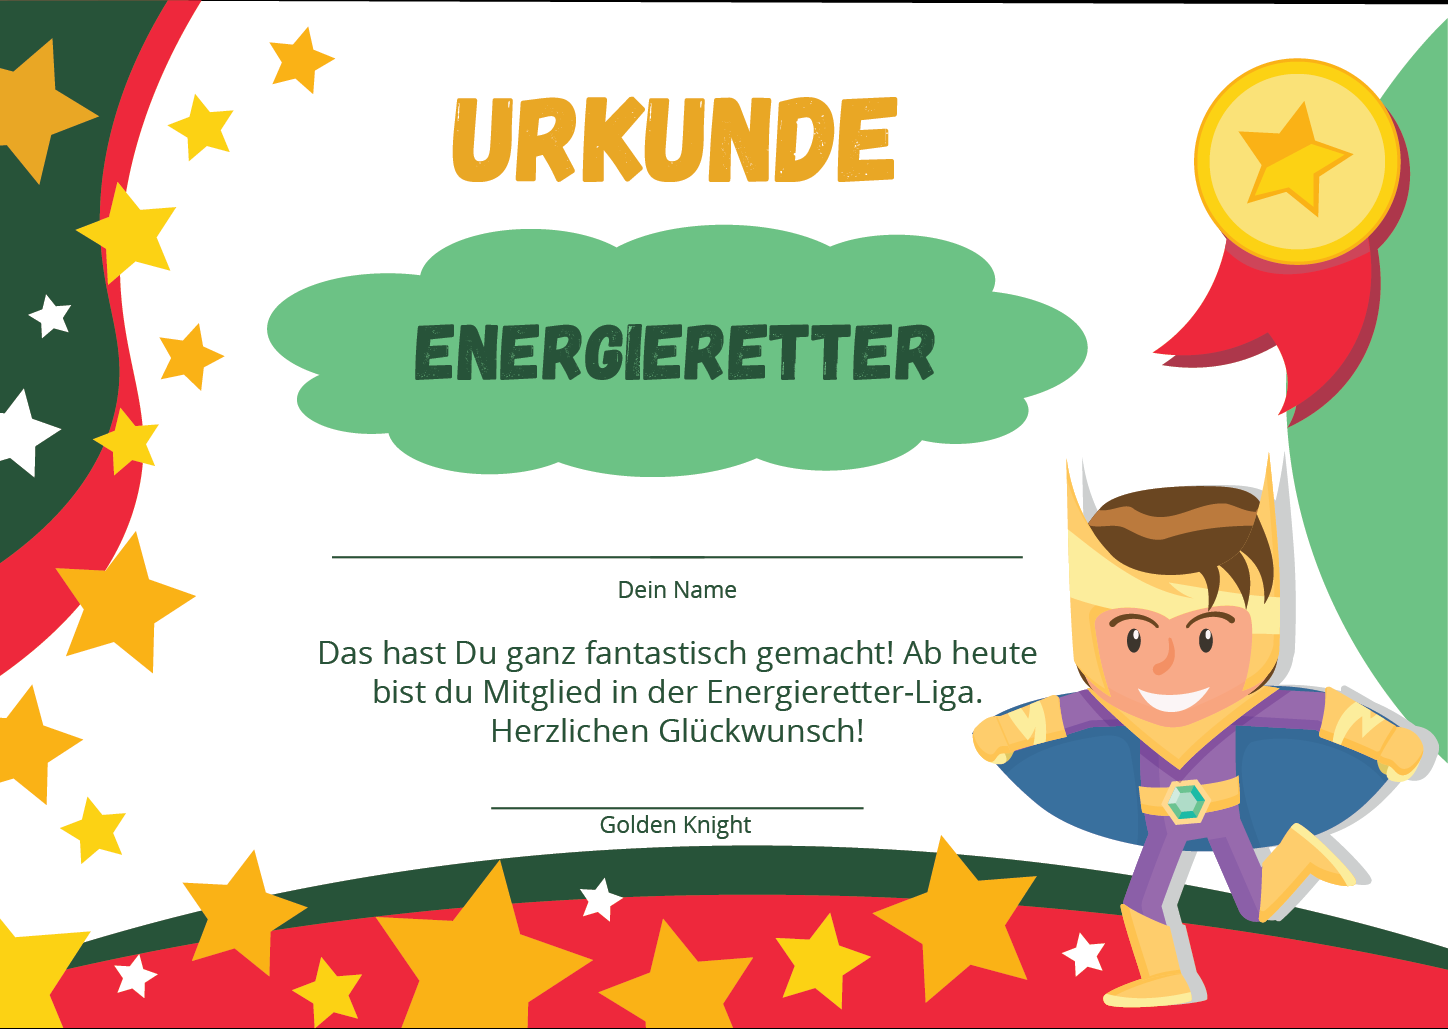 URKUNDE
ENERGIERETTER
Dein Name
Das hast Du ganz fantastisch gemacht! Ab heute
bist du Mitglied in der Energieretter-Liga.
Herzlichen Glückwunsch!
Golden Knight